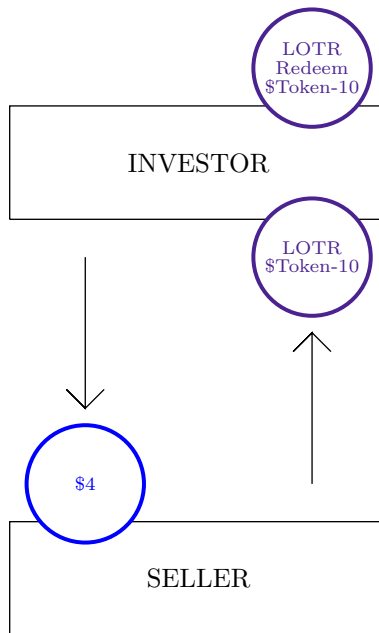 LOTR
Redeem
$Token-10
INVESTOR
LOTR
$Token-10
$4
SELLER